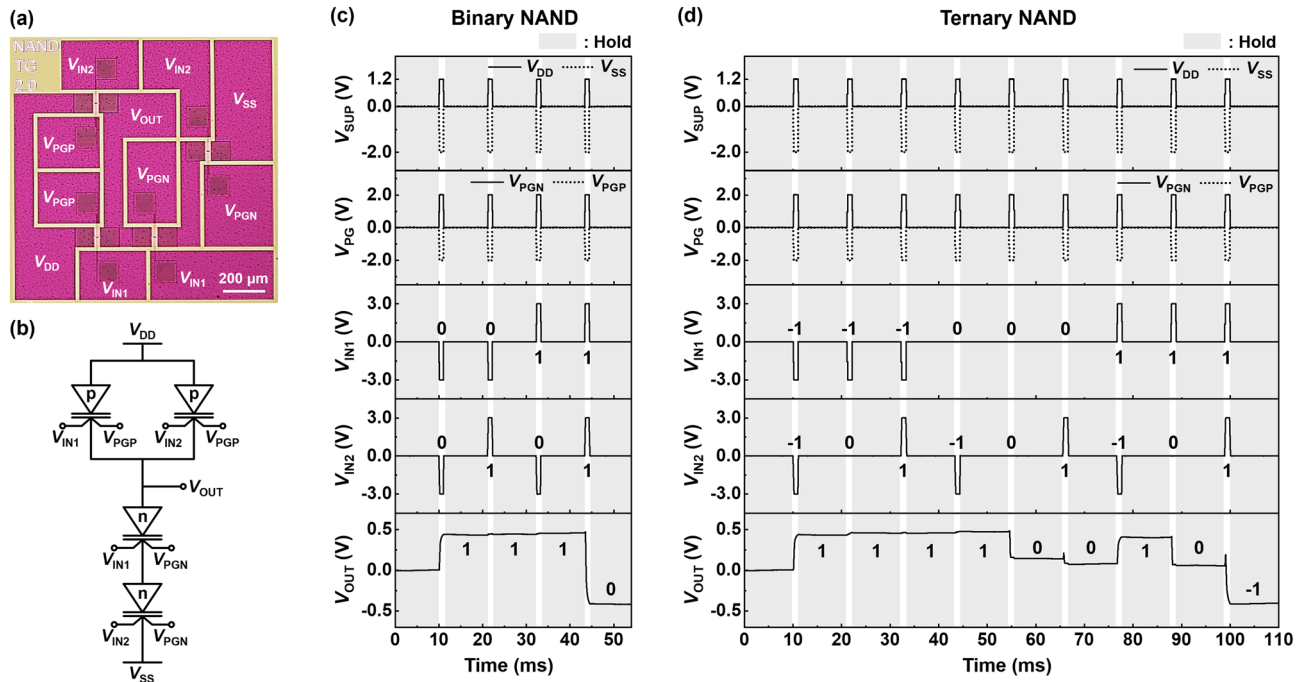 (a)
NAND
TG
2.0
VIN2
VIN2
VSS
VOUT
VPGP
VPGN
VPGP
VPGN
VDD
VIN1
VIN1
200 µm
(b)
VDD
p
p
VIN1
VPGP
VIN2
VPGP
VOUT
n
VIN1
VPGN
n
VIN2
VPGN
VSS
(c)
Binary NAND
: Hold
VDD
VSS
VSUP (V)
1.2
0.0
-2.0
VPGN
VPGP
VPG (V)
2.0
0.0
-2.0
VIN1 (V)
3.0
0.0
-3.0
0 0 1 1
VIN2 (V)
3.0
0.0
-3.0
0 1 0 1
VOUT (V)
0.5
0.0
-0.5
1 1 1 0
0 10 20 30 40 50
Time (ms)
(d)
Ternary NAND
: Hold
VDD
VSS
VSUP (V)
1.2
0.0
-2.0
VPGN
VPGP
VPG (V)
2.0
0.0
-2.0
VIN1 (V)
3.0
0.0
-3.0
-1 -1 -1 0 0 0 1 1 1
VIN2 (V)
3.0
0.0
-3.0
-1 0 1 -1 0 1 -1 0 1
VOUT (V)
0.5
0.0
-0.5
1 1 1 1 0 0 1 0 -1
0 10 20 30 40 50 60 70 80 90 100 110
Time (ms)